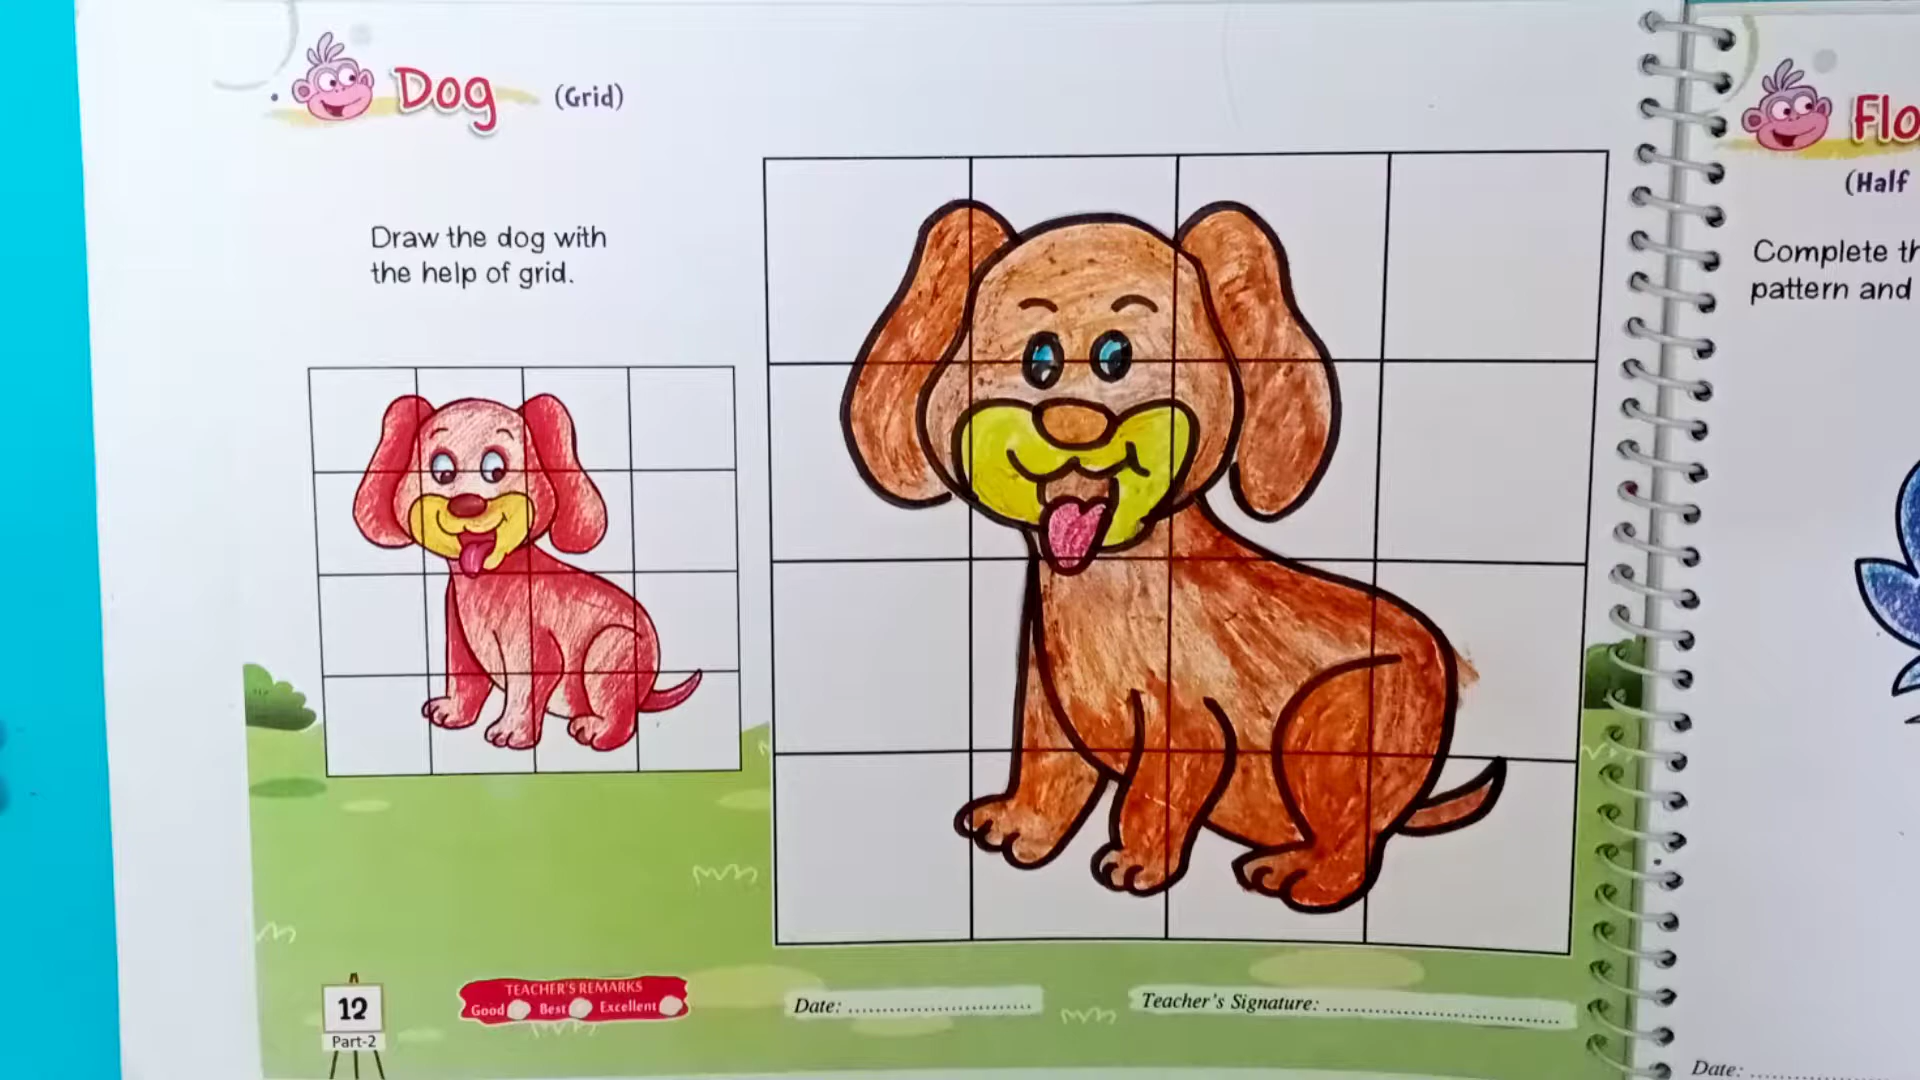 Dog (Grid)
Draw the dog with
the help of grid.
12
Part-2
TEACHER'S REMARKS
Good Best Excellent
Date: ................................
Teacher's Signature: ..........................................
Flo
(Half
Complete th
pattern and
Date: ................